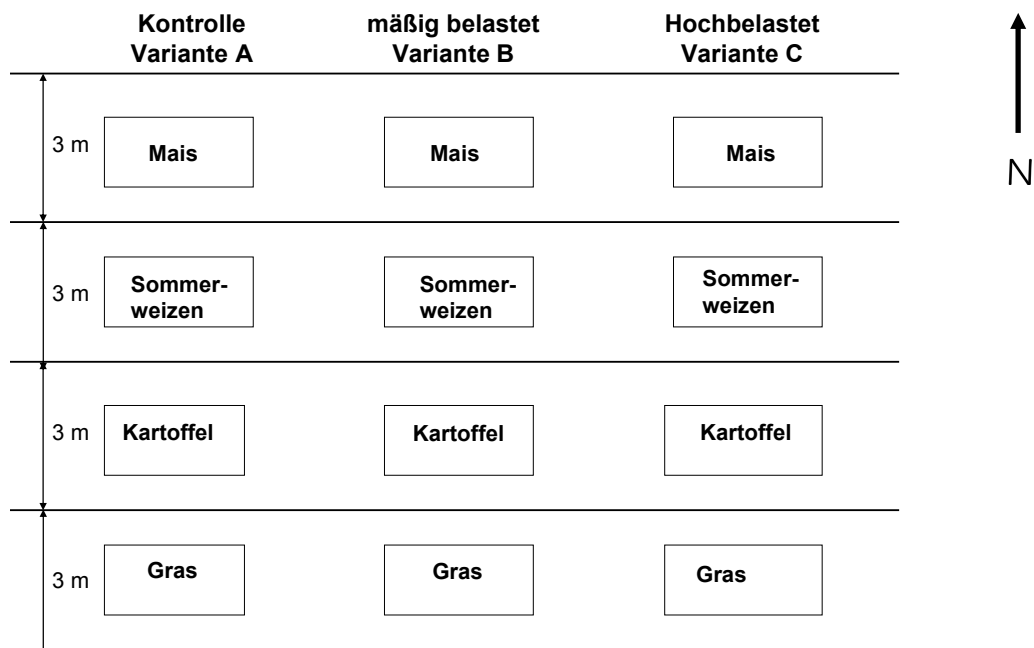 Kontrolle
Variante A
mäßig belastet
Variante B
Hochbelastet
Variante C
N
3 m
Mais
Mais
Mais
3 m
Sommer-
weizen
Sommer-
weizen
Sommer-
weizen
3 m
Kartoffel
Kartoffel
Kartoffel
3 m
Gras
Gras
Gras